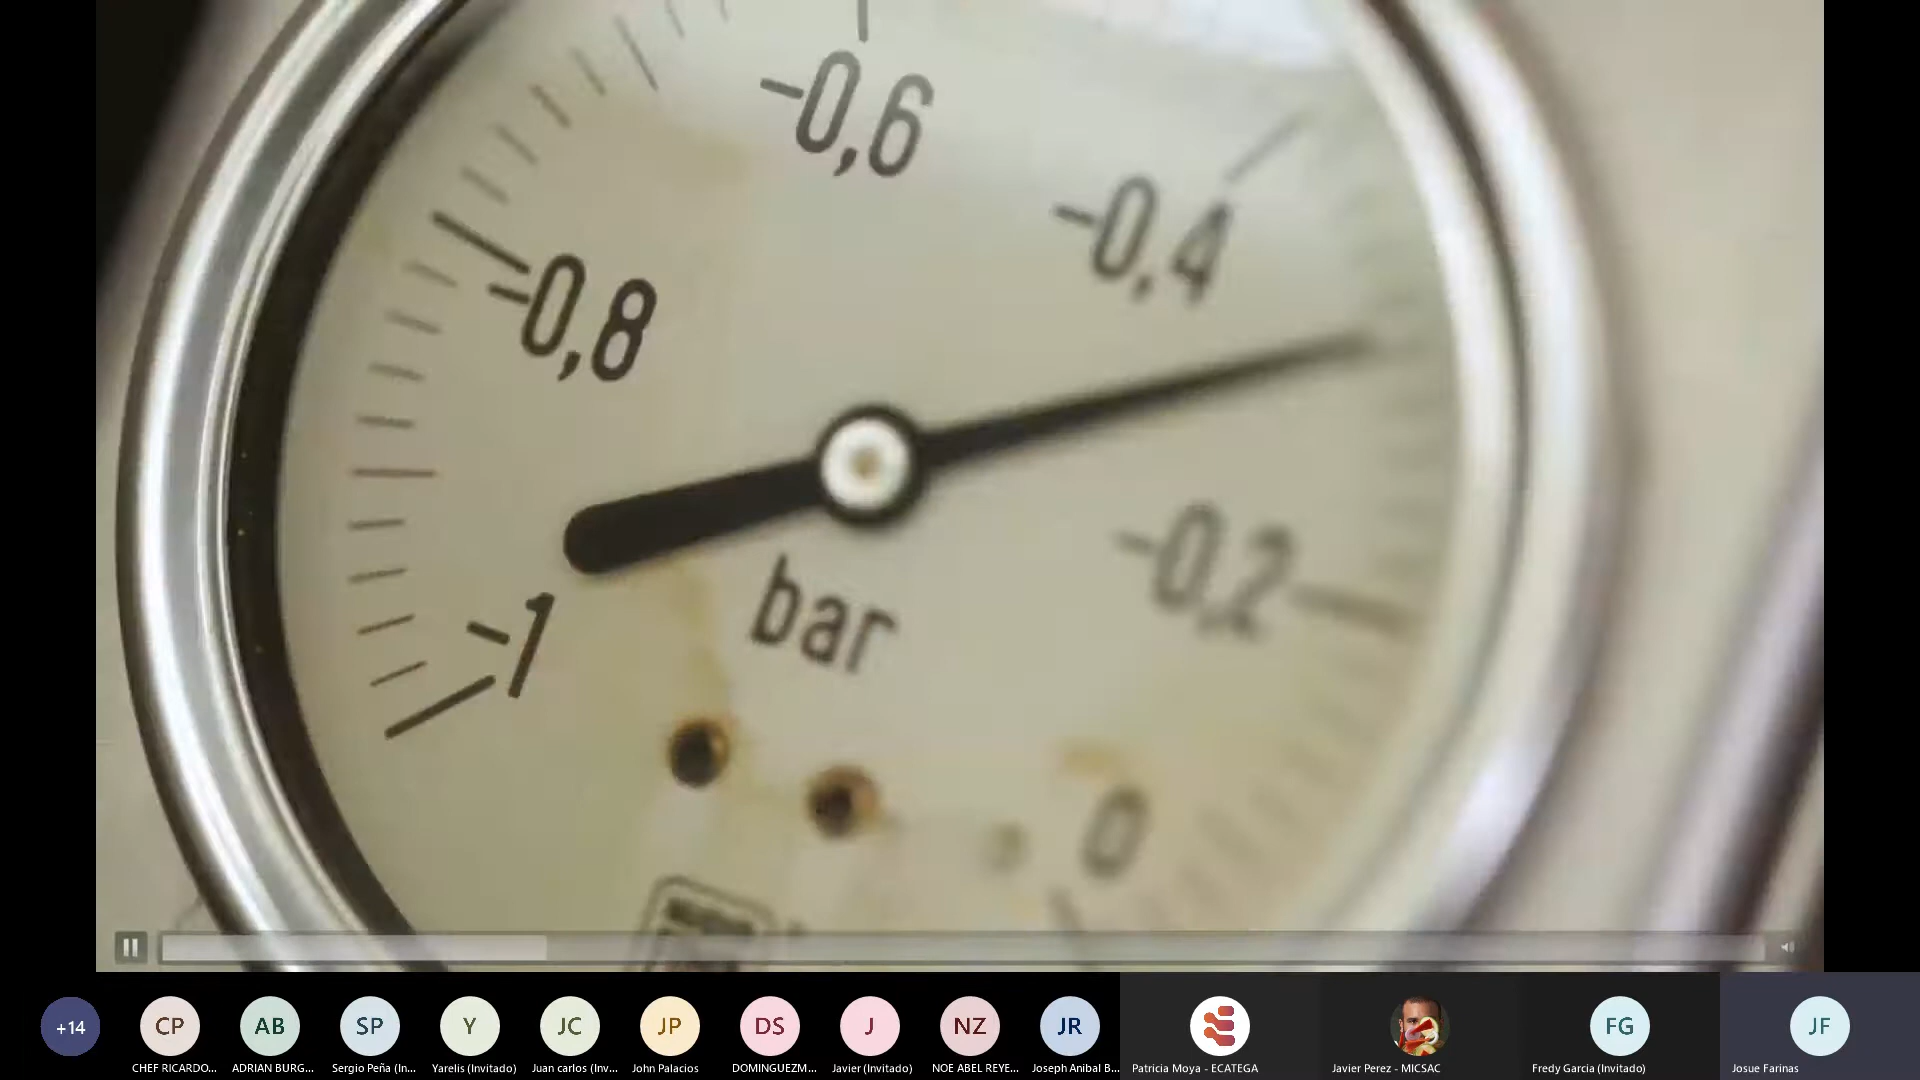 -0,6
-0,4
-0,8
-0,2
-1
bar
0
+14
CP
AB
SP
Y
JC
JP
DS
J
NZ
JR
FG
JF
CHEF RICARDO...
ADRIAN BURG...
Sergio Peña (In...
Yarelis (Invitado)
Juan carlos (Inv...
John Palacios
DOMINGUEZM...
Javier (Invitado)
NOE ABEL REYE...
Joseph Anibal B...
Patricia Moya - ECATEGA
Javier Perez - MICSAC
Fredy Garcia (Invitado)
Josue Farinas